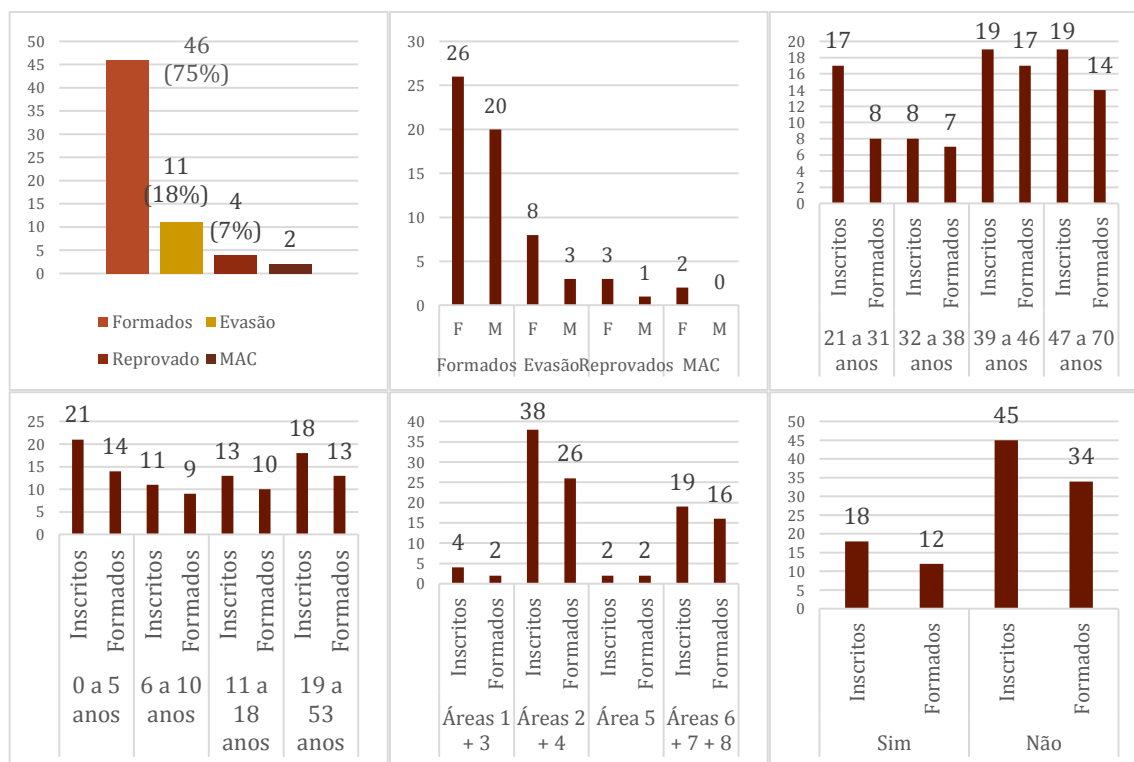 50
45
40
35
30
25
20
15
10
5
0
46
(75%)
11
(18%)
4
(7%)
2
Formados
Evasão
Reprovado
MAC
30
25
20
15
10
5
0
26
20
8
3
3
1
2
0
F M F M F M F M
Formados Evasão Reprovados MAC
20
18
16
14
12
10
8
6
4
2
0
17
8
8
7
19
17
19
14
Inscritos
Formados
Inscritos
Formados
Inscritos
Formados
Inscritos
Formados
21 a 31
anos
32 a 38
anos
39 a 46
anos
47 a 70
anos
25
20
15
10
5
0
21
14
11
9
13
10
18
13
Inscritos
Formados
Inscritos
Formados
Inscritos
Formados
Inscritos
Formados
0 a 5
anos
6 a 10
anos
11 a
18
anos
19 a
53
anos
40
35
30
25
20
15
10
5
0
4
2
38
26
2
2
19
16
Inscritos
Formados
Inscritos
Formados
Inscritos
Formados
Inscritos
Formados
Áreas 1
+ 3
Áreas 2
+ 4
Área 5
Áreas 6
+ 7 + 8
50
45
40
35
30
25
20
15
10
5
0
18
12
45
34
Inscritos
Formados
Inscritos
Formados
Sim
Não